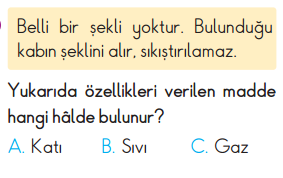 Belli bir şekli yoktur. Bulunduğu
kabın şeklini alır, sıkıştırılamaz.
Yukarıda özellikleri verilen madde
hangi hâlde bulunur?
A. Katı B. Sıvı C. Gaz